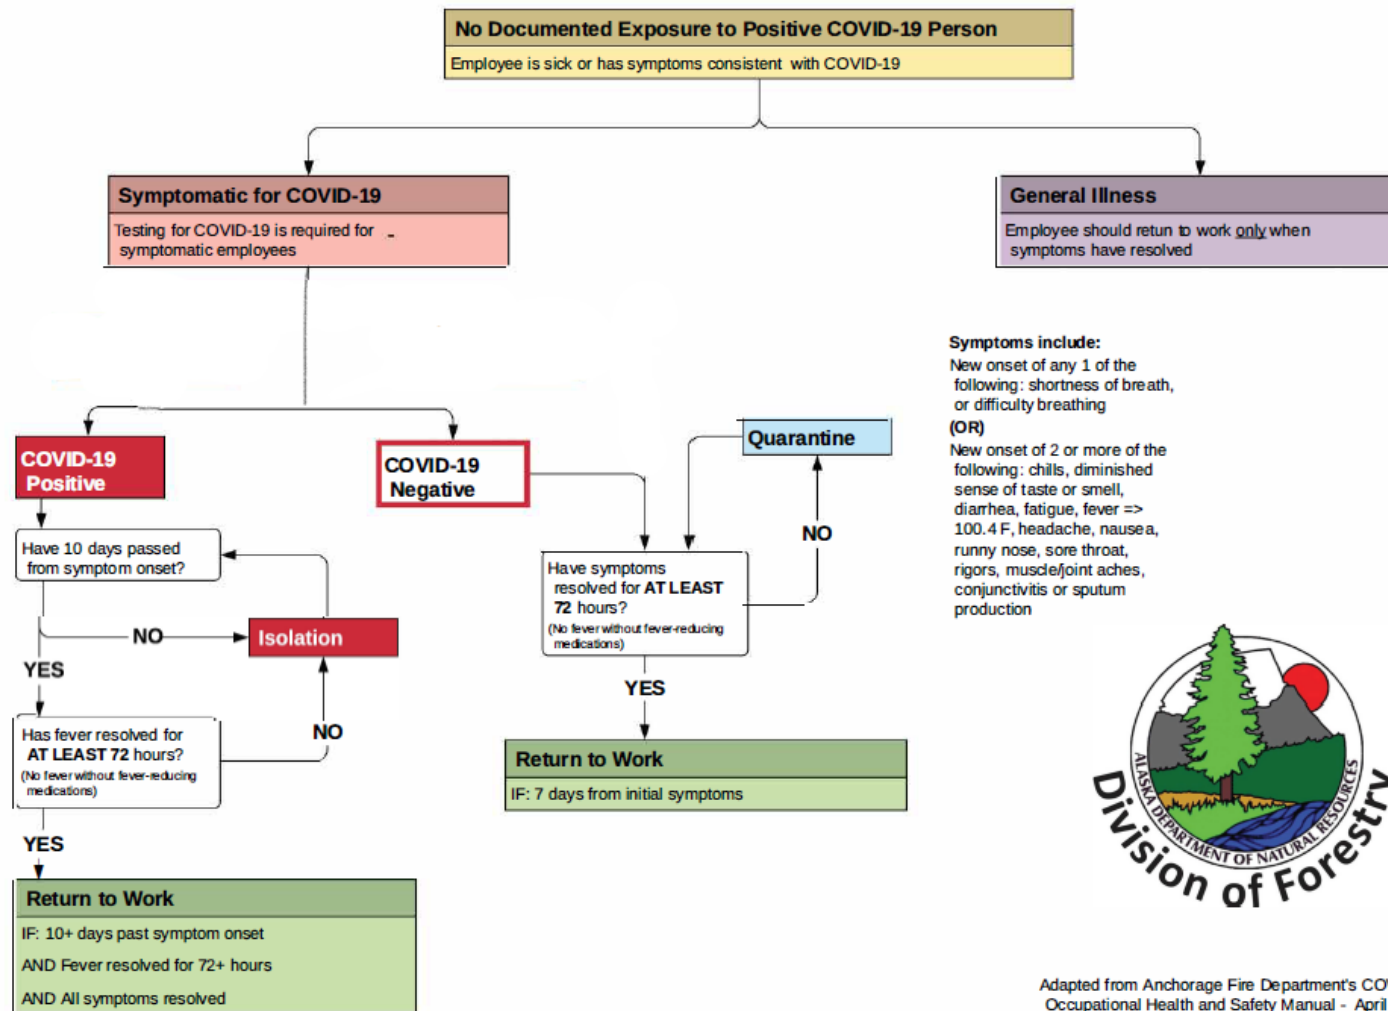 No Documented Exposure to Positive COVID-19 Person
Employee is sick or has symptoms consistent with COVID-19
Symptomatic for COVID-19
Testing for COVID-19 is required for -
symptomatic employees
General Illness
Employee should retun to work only when
symptoms have resolved
Symptoms include:
New onset of any 1 of the
following: shortness of breath,
or difficulty breathing
(OR)
New onset of 2 or more of the
following: chills, diminished
sense of taste or smell,
diarrhea, fatigue, fever =>
100.4 F, headache, nausea,
runny nose, sore throat,
rigors, muscle/joint aches,
conjunctivitis or sputum
production
COVID-19
Positive
COVID-19
Negative
Quarantine
Have 10 days passed
from symptom onset?
NO
Isolation
YES
Has fever resolved for
AT LEAST 72 hours?
(No fever without fever-reducing
medications)
NO
YES
Return to Work
IF: 10+ days past symptom onset
AND Fever resolved for 72+ hours
AND All symptoms resolved
Have symptoms
resolved for AT LEAST
72 hours?
(No fever without fever-reducing
medications)
NO
YES
Return to Work
IF: 7 days from initial symptoms
ALASKA DEPARTMENT OF NATURAL RESOURCES
Division of Forestry
Adapted from Anchorage Fire Department's
Occupational Health and Safety Manual - April